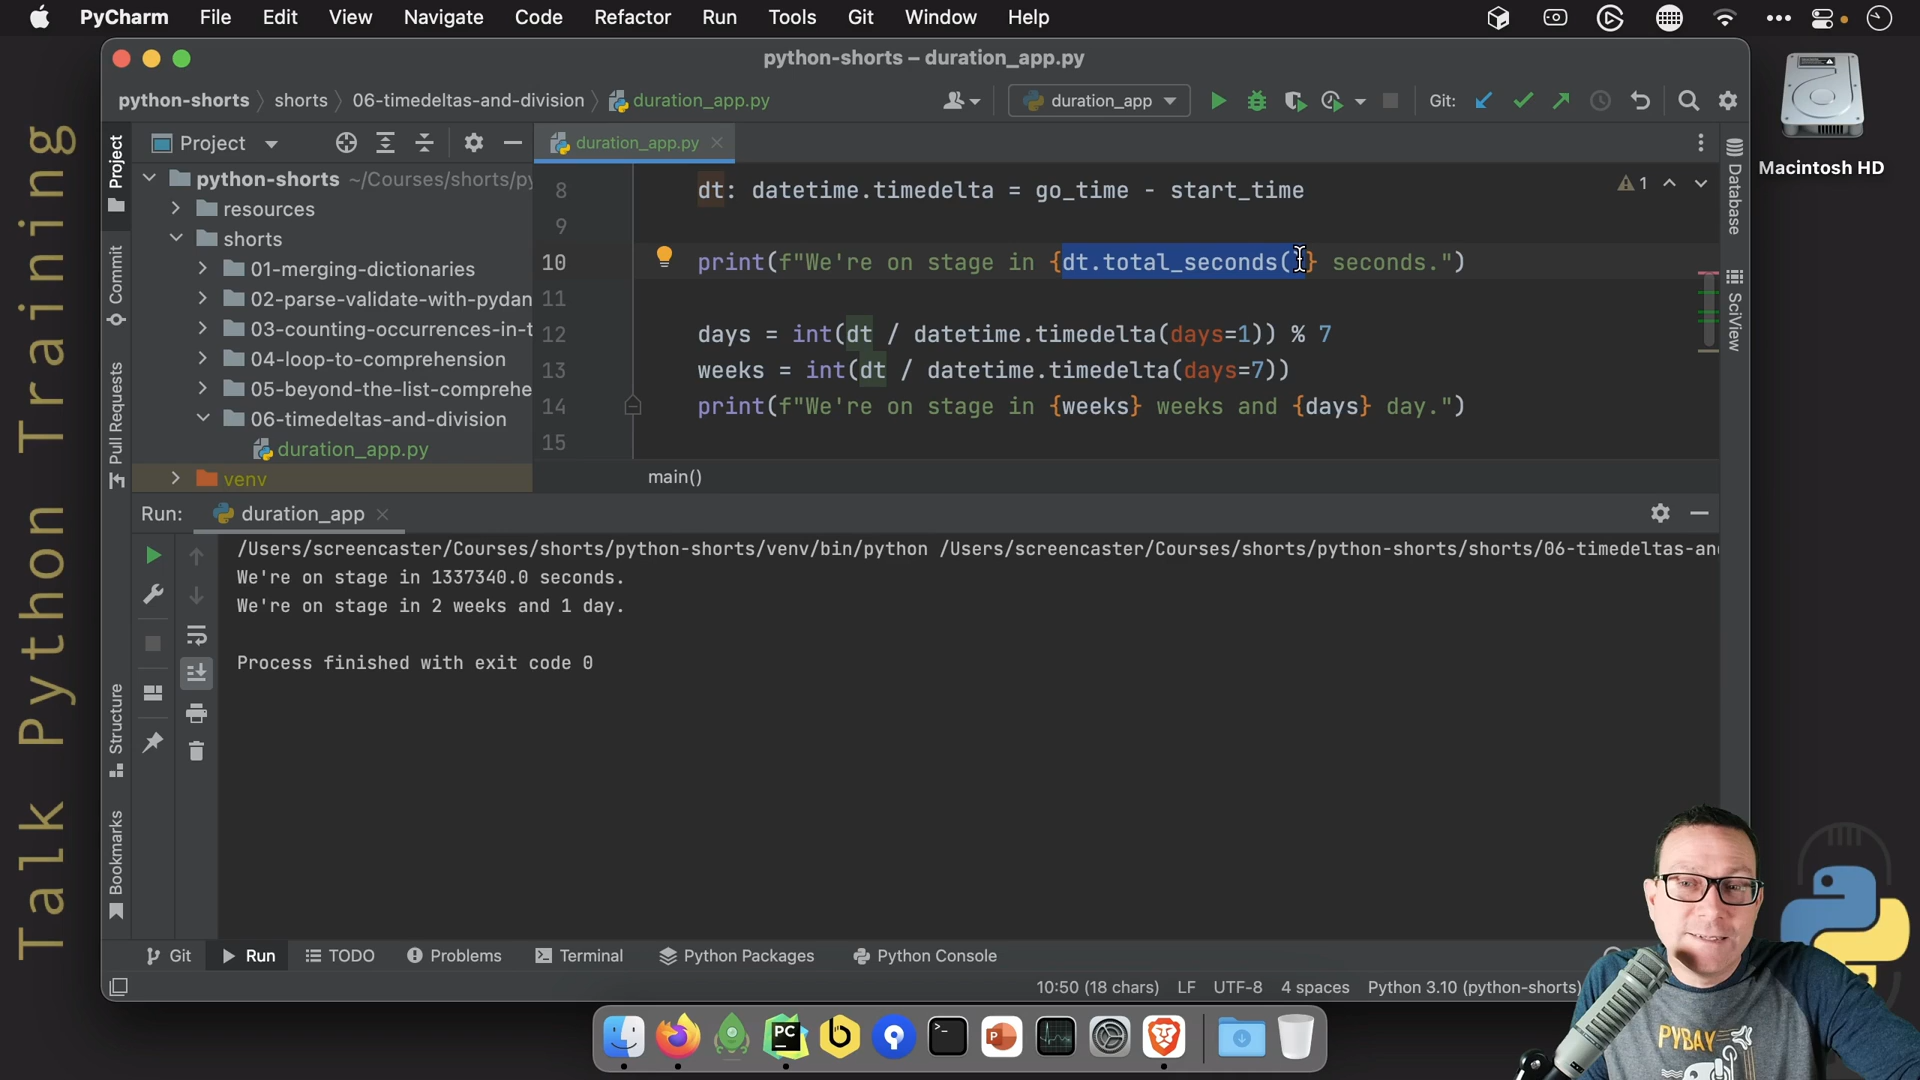 PyCharm File Edit View Navigate Code Refactor Run Tools Git Window Help
python-shorts – duration_app.py
python-shorts shorts 06-timedeltas-and-division duration_app.py
duration_app
Git:
Macintosh HD
Talk Python Training
Project
Commit
Pull Requests
Structure
Bookmarks
Project
python-shorts ~/Courses/shorts/py
resources
shorts
01-merging-dictionaries
02-parse-validate-with-pydan
03-counting-occurrences-in-t
04-loop-to-comprehension
05-beyond-the-list-comprehe
06-timedeltas-and-division
duration_app.py
venv
duration_app.py
8 dt: datetime.timedelta = go_time - start_time
9
10 print(f"We're on stage in {dt.total_seconds()} seconds.")
11
12 days = int(dt / datetime.timedelta(days=1)) % 7
13 weeks = int(dt / datetime.timedelta(days=7))
14 print(f"We're on stage in {weeks} weeks and {days} day.")
15
1
main()
Database
SciView
Run: duration_app
/Users/screencaster/Courses/shorts/python-shorts/venv/bin/python /Users/screencaster/Courses/shorts/python-shorts/shorts/06-timedeltas-an
We're on stage in 1337340.0 seconds.
We're on stage in 2 weeks and 1 day.
Process finished with exit code 0
Git Run TODO Problems Terminal Python Packages Python Console
10:50 (18 chars) LF UTF-8 4 spaces Python 3.10 (python-shorts)
PC
PYBAY